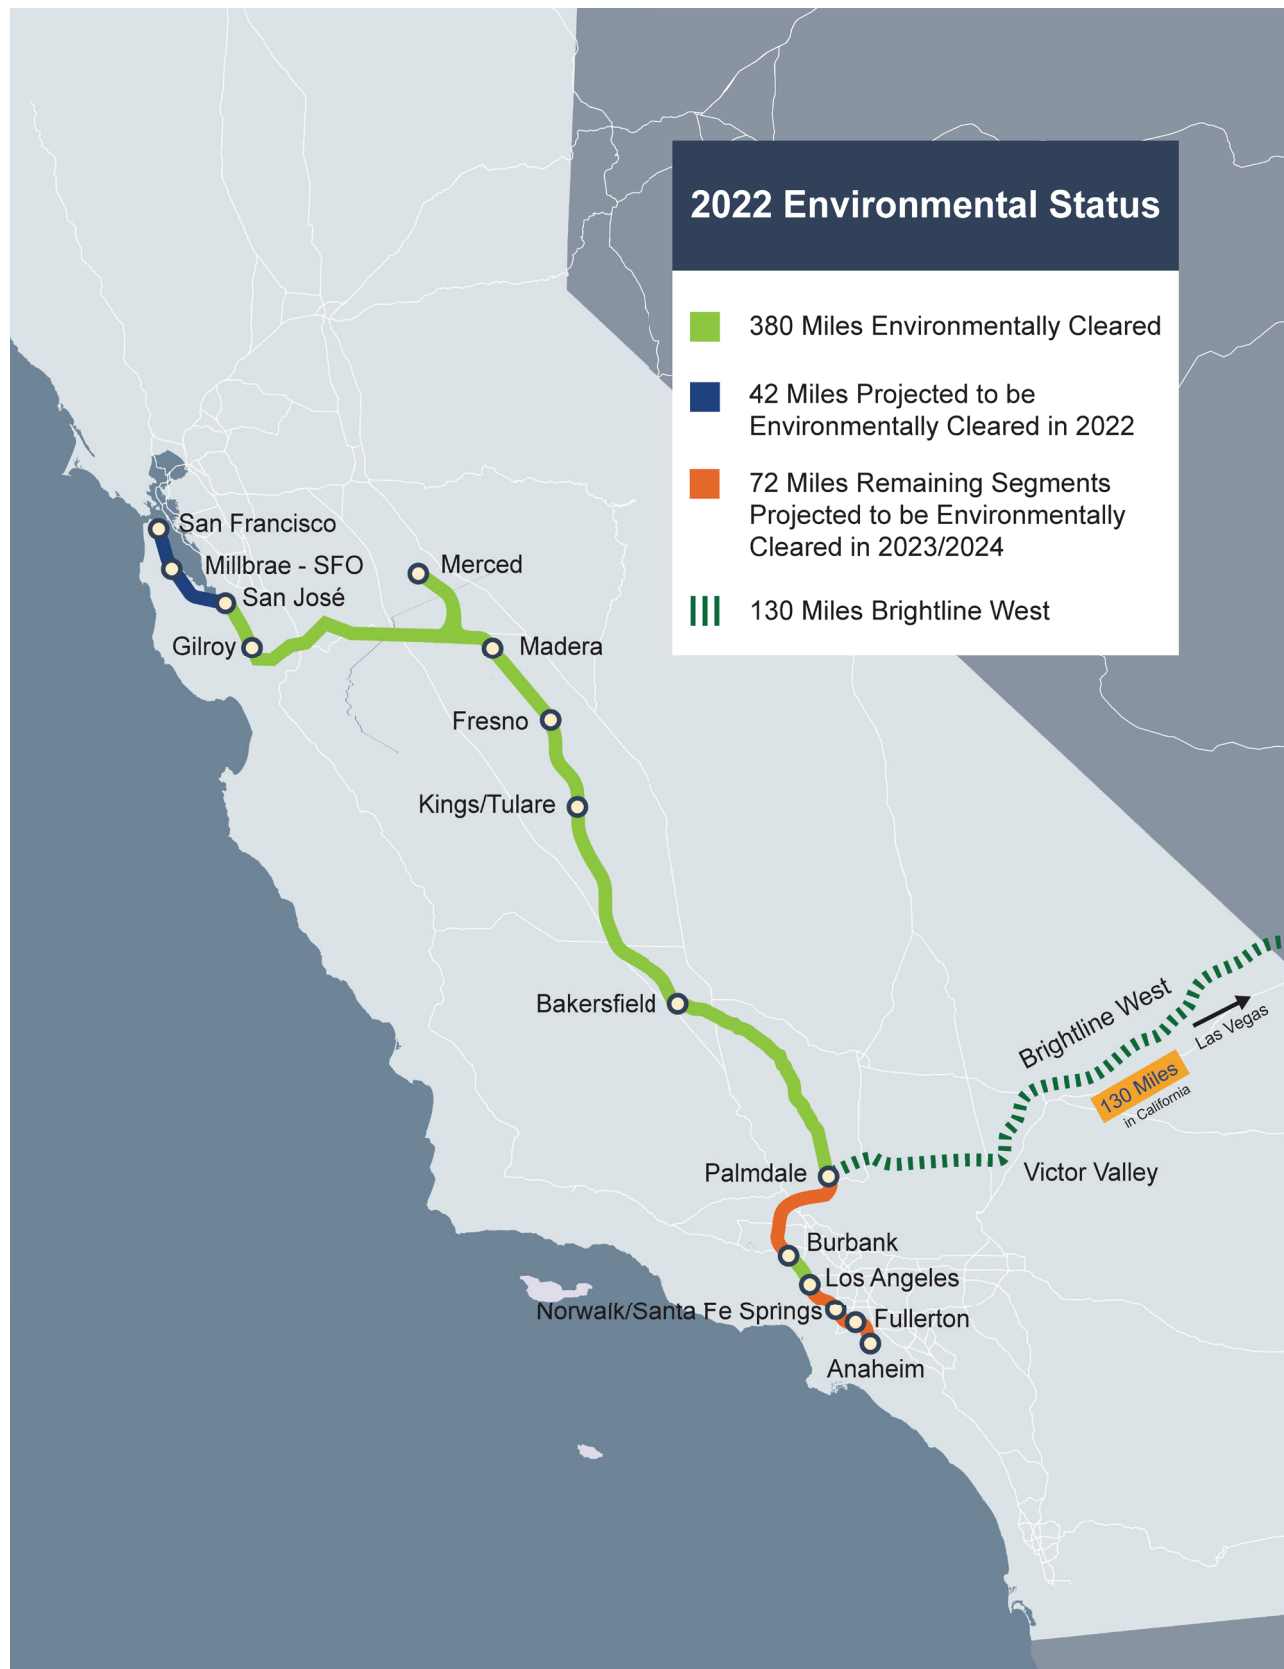 2022 Environmental Status
380 Miles Environmentally Cleared
42 Miles Projected to be
Environmentally Cleared in 2022
72 Miles Remaining Segments
Projected to be Environmentally
Cleared in 2023/2024
130 Miles Brightline West
San Francisco
Millbrae - SFO
San José
Gilroy
Merced
Madera
Fresno
Kings/Tulare
Bakersfield
Brightline West
Las Vegas
130 Miles
in California
Palmdale
Victor Valley
Burbank
Los Angeles
Norwalk/Santa Fe Springs
Fullerton
Anaheim